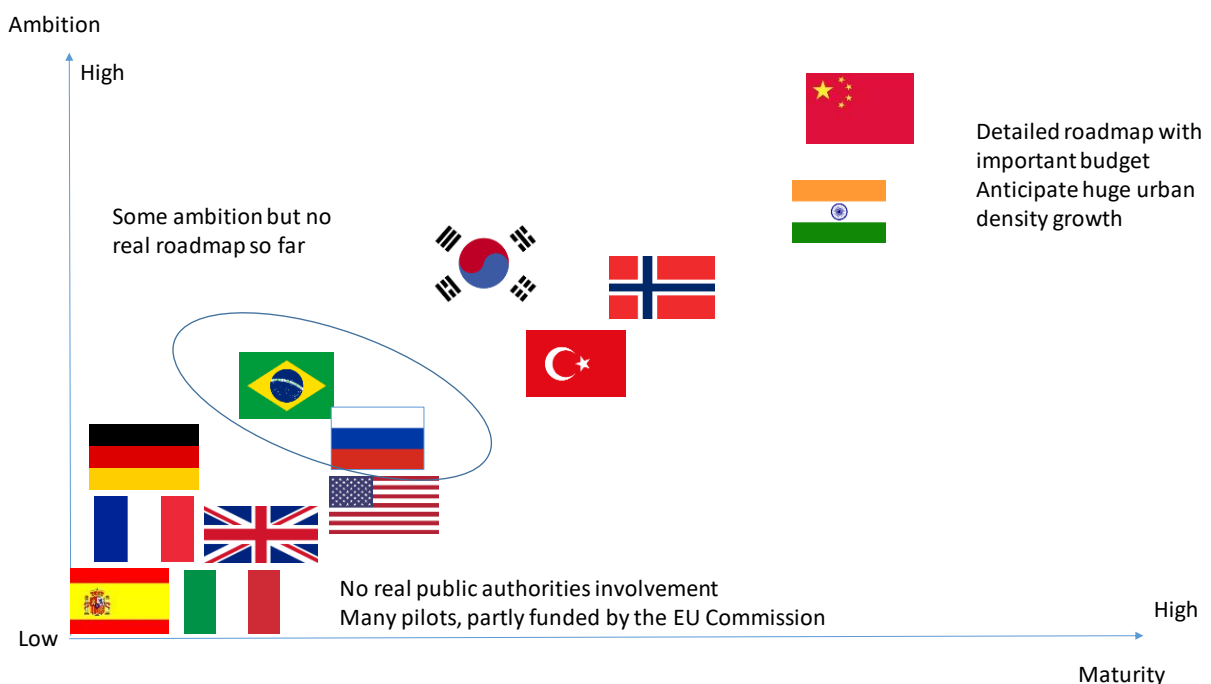 Ambition
High
Detailed roadmap with
important budget
Anticipate huge urban
density growth
Some ambition but no
real roadmap so far
No real public authorities involvement
Many pilots, partly funded by the EU Commission
High
Low
Maturity